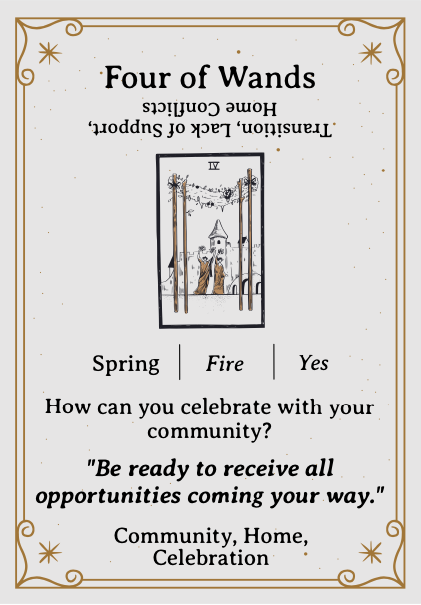 Four of Wands
Transition, Lack of Support,
Home Conflicts
IV
Spring | Fire | Yes
How can you celebrate with your
community?
"Be ready to receive all
opportunities coming your way."
Community, Home,
Celebration